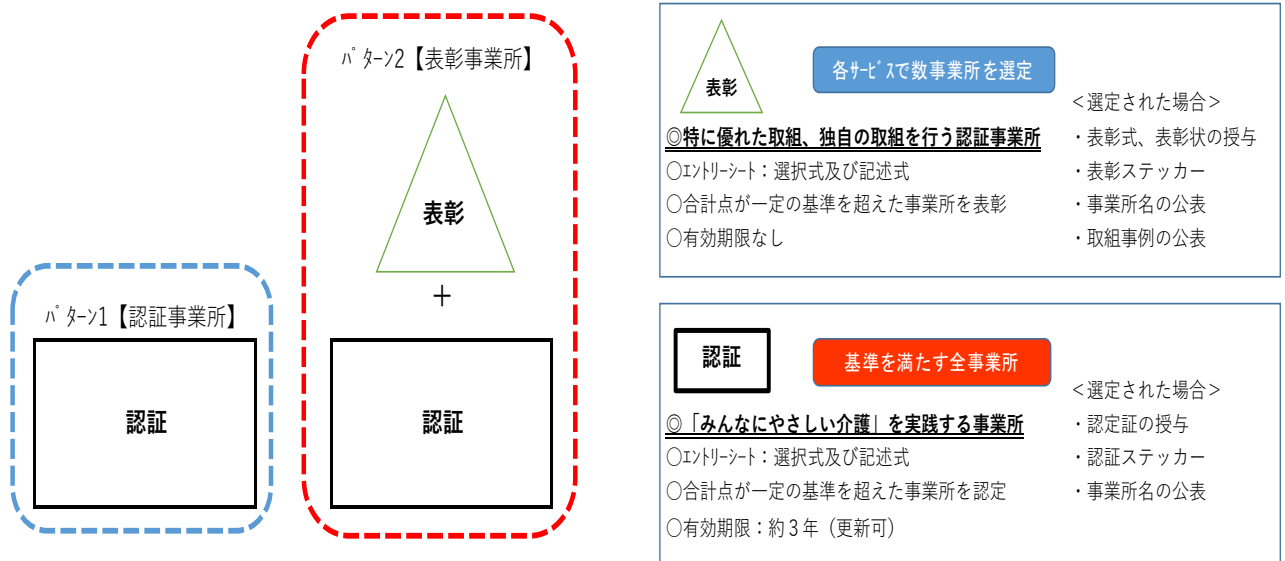 パターン1【認証事業所】
認証
パターン2【表彰事業所】
表彰
＋
認証
表彰
各サービスで数事業所を選定
◎特に優れた取組、独自の取組を行う認証事業所
○エントリーシート：選択式及び記述式
○合計点が一定の基準を超えた事業所を表彰
○有効期限なし
＜選定された場合＞
・表彰式、表彰状の授与
・表彰ステッカー
・事業所名の公表
・取組事例の公表
認証
基準を満たす全事業所
◎「みんなにやさしい介護」を実践する事業所
○エントリーシート：選択式及び記述式
○合計点が一定の基準を超えた事業所を認定
○有効期限：約３年（更新可）
＜選定された場合＞
・認定証の授与
・認証ステッカー
・事業所名の公表